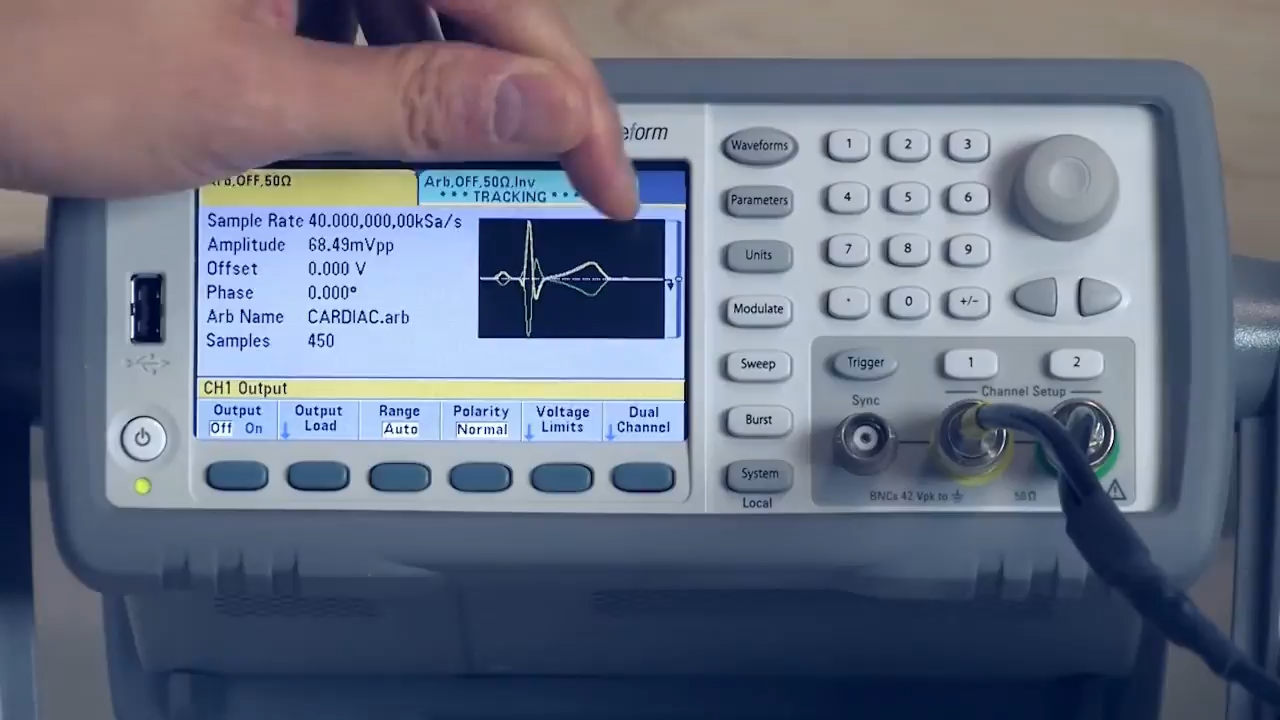 eform
Arb,OFF,50Ω
Arb,OFF,50Ω,Inv
* * * TRACKING * * *
Sample Rate 40.000,000,00kSa/s
Amplitude 68.49mVpp
Offset 0.000 V
Phase 0.000°
Arb Name CARDIAC.arb
Samples 450
CH1 Output
Output Off On
Output Load
Range Auto
Polarity Normal
Voltage Limits
Dual Channel
Waveforms
Parameters
Units
Modulate
Sweep
Burst
System
Local
1 2 3
4 5 6
7 8 9
. 0 +/-
Trigger
1
2
Sync
Channel Setup
BNCs 42 Vpk to
50Ω